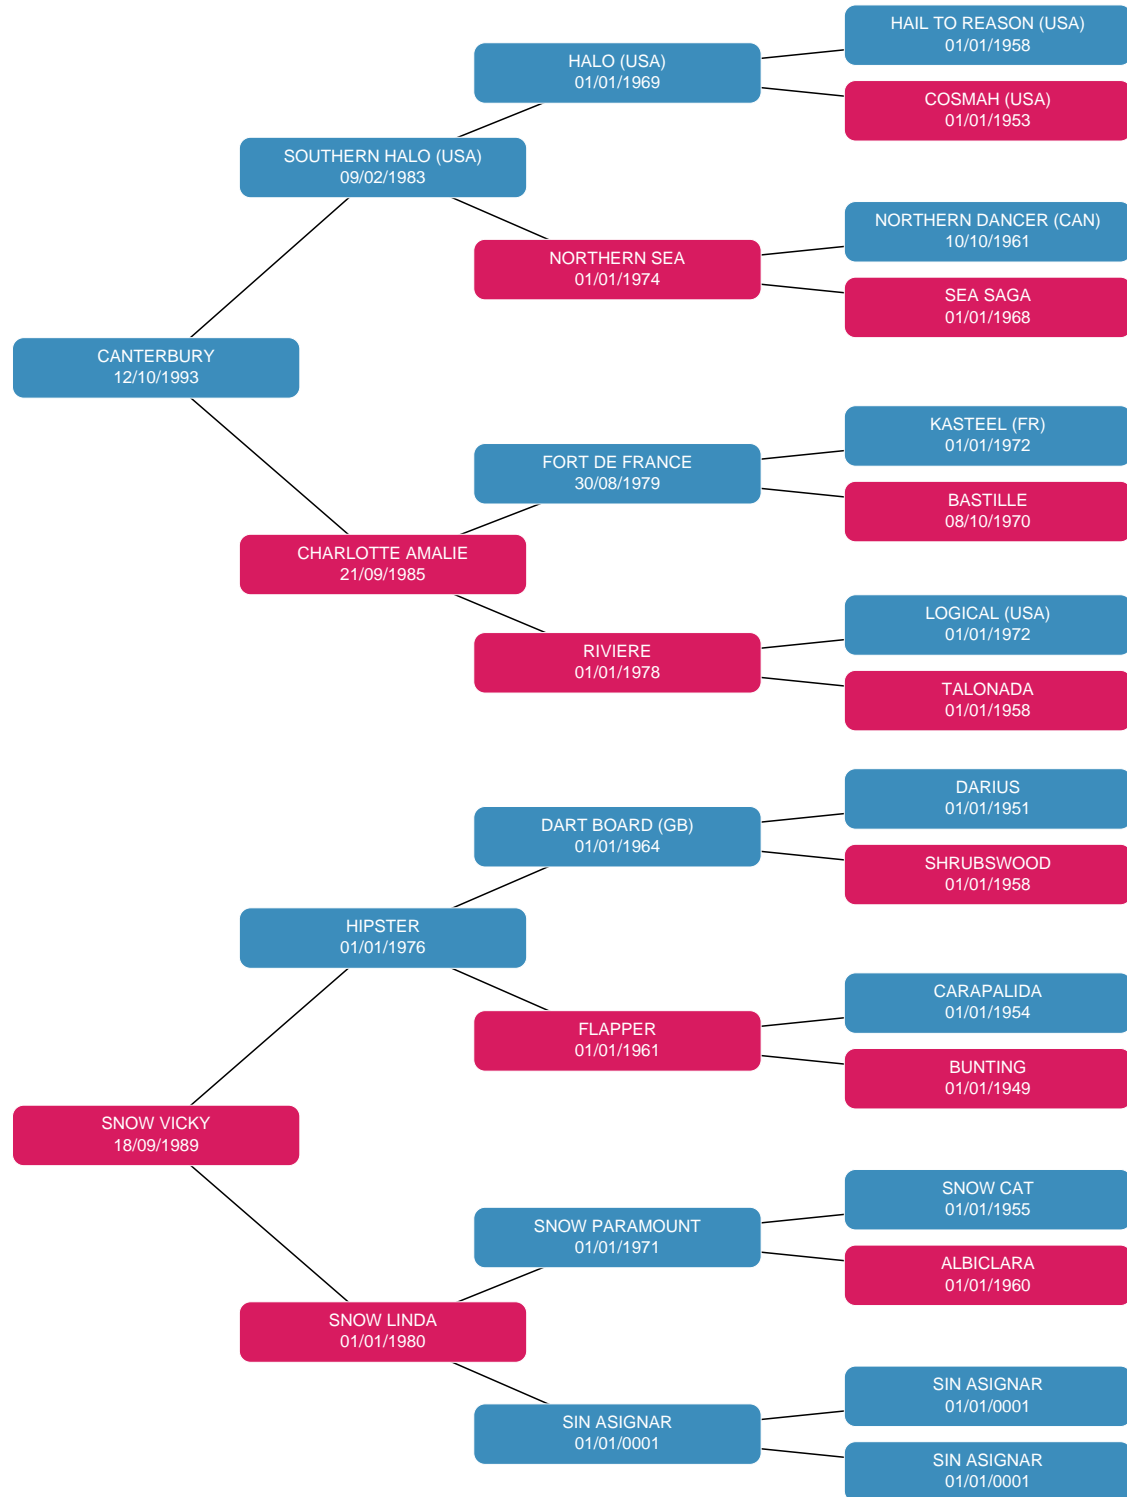 HAIL TO REASON (USA)
01/01/1958
HALO (USA)
01/01/1969
COSMAH (USA)
01/01/1953
SOUTHERN HALO (USA)
09/02/1983
NORTHERN DANCER (CAN)
10/10/1961
NORTHERN SEA
01/01/1974
SEA SAGA
01/01/1968
CANTERBURY
12/10/1993
KASTEEL (FR)
01/01/1972
FORT DE FRANCE
30/08/1979
BASTILLE
08/10/1970
CHARLOTTE AMALIE
21/09/1985
LOGICAL (USA)
01/01/1972
RIVIERE
01/01/1978
TALONADA
01/01/1958
DARIUS
01/01/1951
DART BOARD (GB)
01/01/1964
SHRUBSWOOD
01/01/1958
HIPSTER
01/01/1976
CARAPALIDA
01/01/1954
FLAPPER
01/01/1961
BUNTING
01/01/1949
SNOW VICKY
18/09/1989
SNOW CAT
01/01/1955
SNOW PARAMOUNT
01/01/1971
ALBICLARA
01/01/1960
SNOW LINDA
01/01/1980
SIN ASIGNAR
01/01/0001
SIN ASIGNAR
01/01/0001
SIN ASIGNAR
01/01/0001